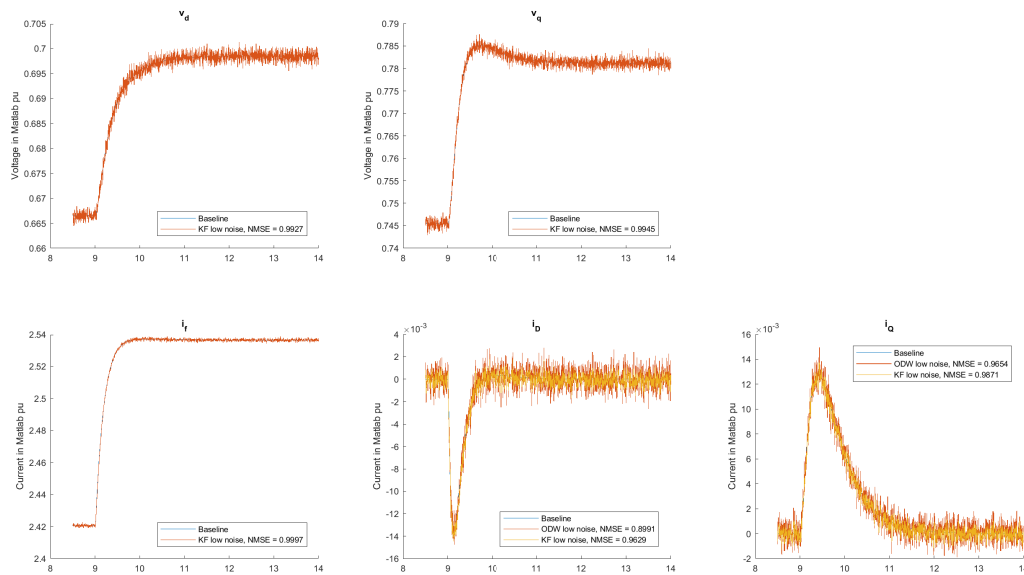 v_d
0.705
0.7
0.695
0.69
0.685
0.68
0.675
0.67
0.665
0.66
Voltage in Matlab pu
Baseline
KF low noise, NMSE = 0.9927
8 9 10 11 12 13 14
v_q
0.79
0.785
0.78
0.775
0.77
0.765
0.76
0.755
0.75
0.745
0.74
Voltage in Matlab pu
Baseline
KF low noise, NMSE = 0.9945
8 9 10 11 12 13 14
i_f
2.54
2.52
2.5
2.48
2.46
2.44
2.42
2.4
Current in Matlab pu
Baseline
KF low noise, NMSE = 0.9997
8 9 10 11 12 13 14
i_D
×10^-3
4
2
0
-2
-4
-6
-8
-10
-12
-14
-16
Current in Matlab pu
Baseline
ODW low noise, NMSE = 0.8991
KF low noise, NMSE = 0.9629
8 9 10 11 12 13 14
i_Q
×10^-3
16
14
12
10
8
6
4
2
0
-2
Current in Matlab pu
Baseline
ODW low noise, NMSE = 0.9654
KF low noise, NMSE = 0.9871
8 9 10 11 12 13 14